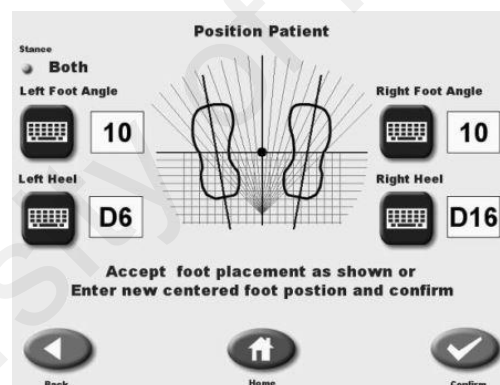 Position Patient
Stance
Both
Left Foot Angle
10
Right Foot Angle
10
Left Heel
D6
Right Heel
D16
Accept foot placement as shown or
Enter new centered foot postion and confirm
Back
Home
Confirm